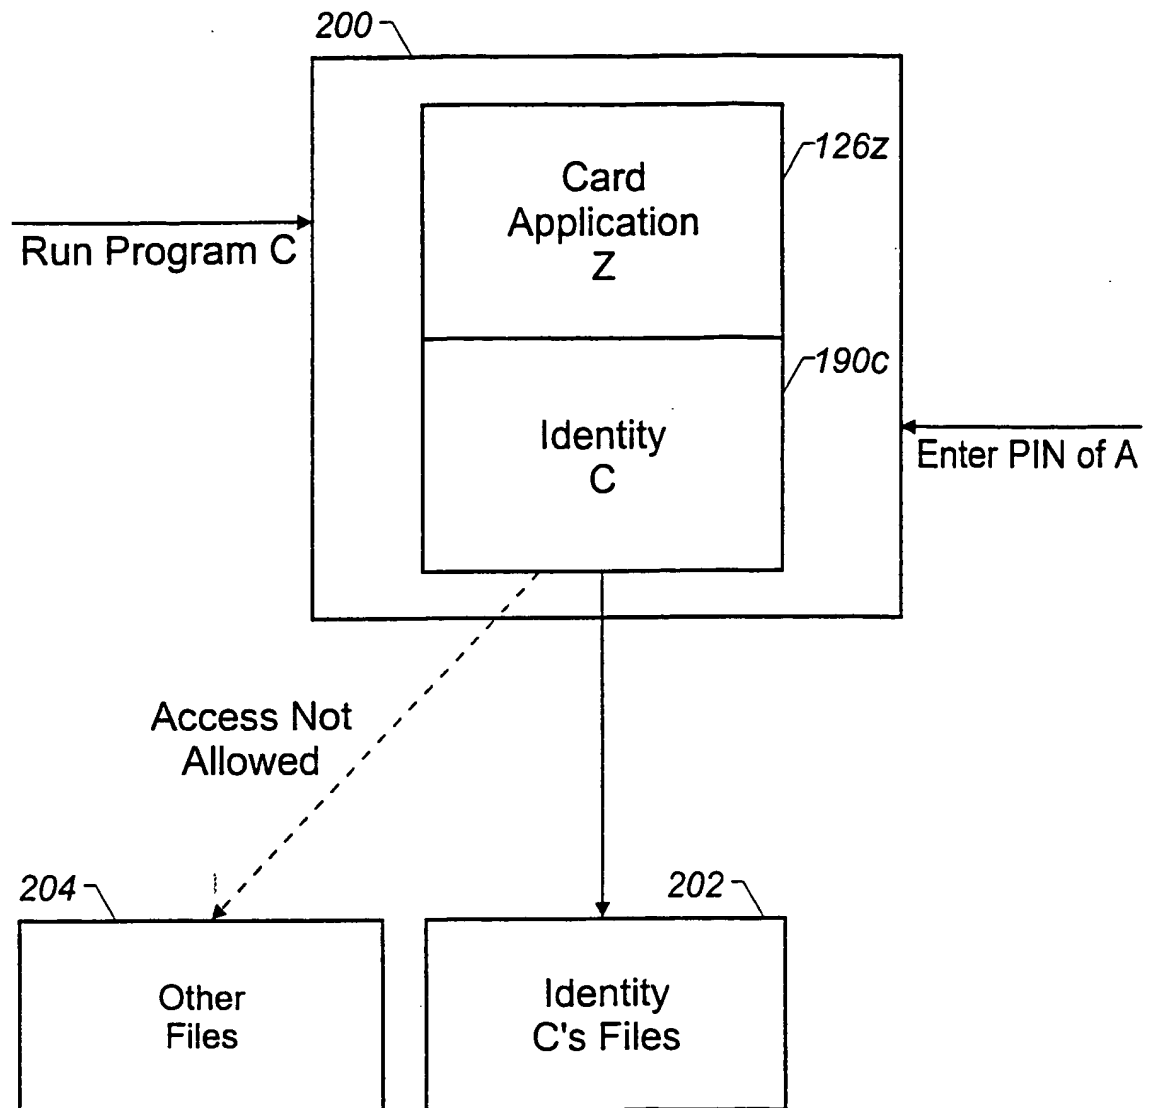 200
126z
Card
Application
Z
Run Program C
190c
Identity
C
Enter PIN of A
Access Not
Allowed
204
202
Other
Files
Identity
C's Files